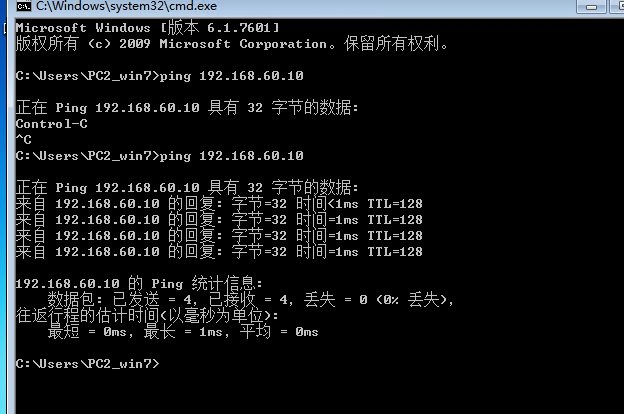 C:\Windows\system32\cmd.exe
Microsoft Windows [版本 6.1.7601]
版权所有 (c) 2009 Microsoft Corporation。保留所有权利。
C:\Users\PC2_win7>ping 192.168.60.10
正在 Ping 192.168.60.10 具有 32 字节的数据:
Control-C
^C
C:\Users\PC2_win7>ping 192.168.60.10
正在 Ping 192.168.60.10 具有 32 字节的数据:
来自 192.168.60.10 的回复: 字节=32 时间<1ms TTL=128
来自 192.168.60.10 的回复: 字节=32 时间=1ms TTL=128
来自 192.168.60.10 的回复: 字节=32 时间=1ms TTL=128
来自 192.168.60.10 的回复: 字节=32 时间=1ms TTL=128
192.168.60.10 的 Ping 统计信息:
数据包: 已发送 = 4, 已接收 = 4, 丢失 = 0 (0% 丢失),
往返行程的估计时间(以毫秒为单位):
最短 = 0ms, 最长 = 1ms, 平均 = 0ms
C:\Users\PC2_win7>